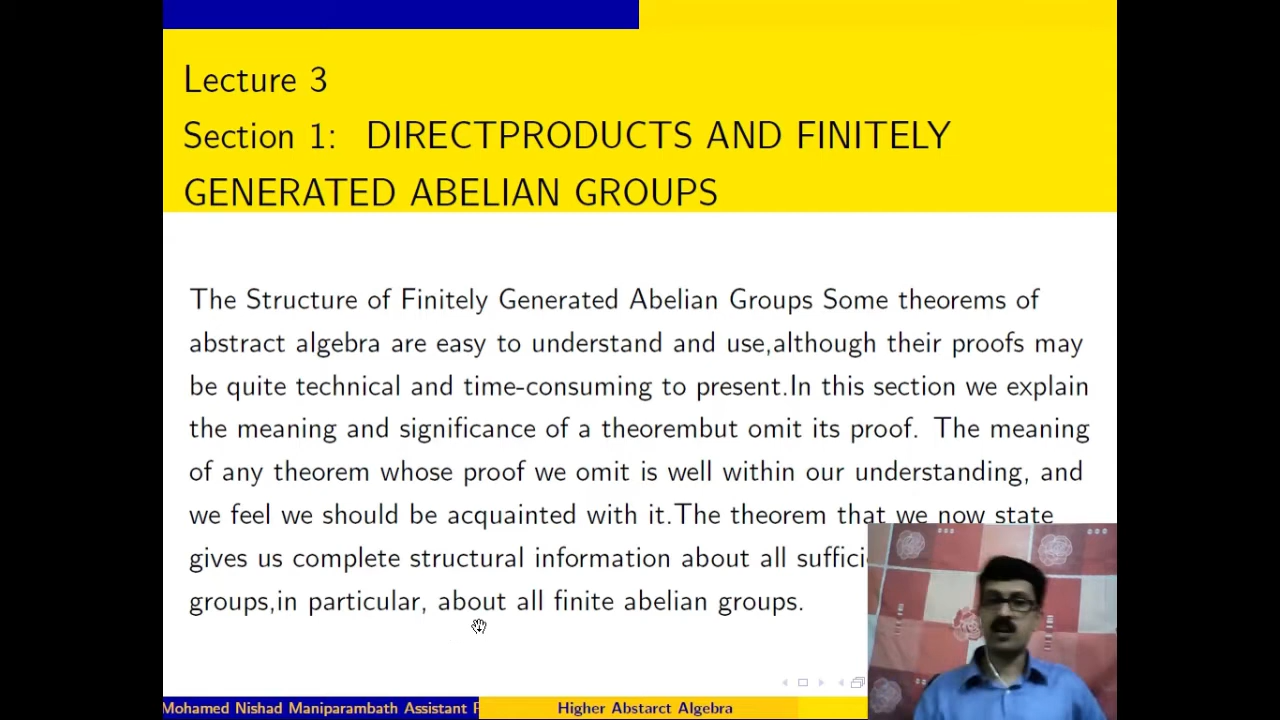 Lecture 3
Section 1: DIRECTPRODUCTS AND FINITELY
GENERATED ABELIAN GROUPS
The Structure of Finitely Generated Abelian Groups Some theorems of
abstract algebra are easy to understand and use,although their proofs may
be quite technical and time-consuming to present.In this section we explain
the meaning and significance of a theorembut omit its proof. The meaning
of any theorem whose proof we omit is well within our understanding, and
we feel we should be acquainted with it.The theorem that we now state
gives us complete structural information about all
groups,in particular, about all finite abelian groups.
Mohamed Nishad Maniparambath Assistant
Higher Abstarct Algebra